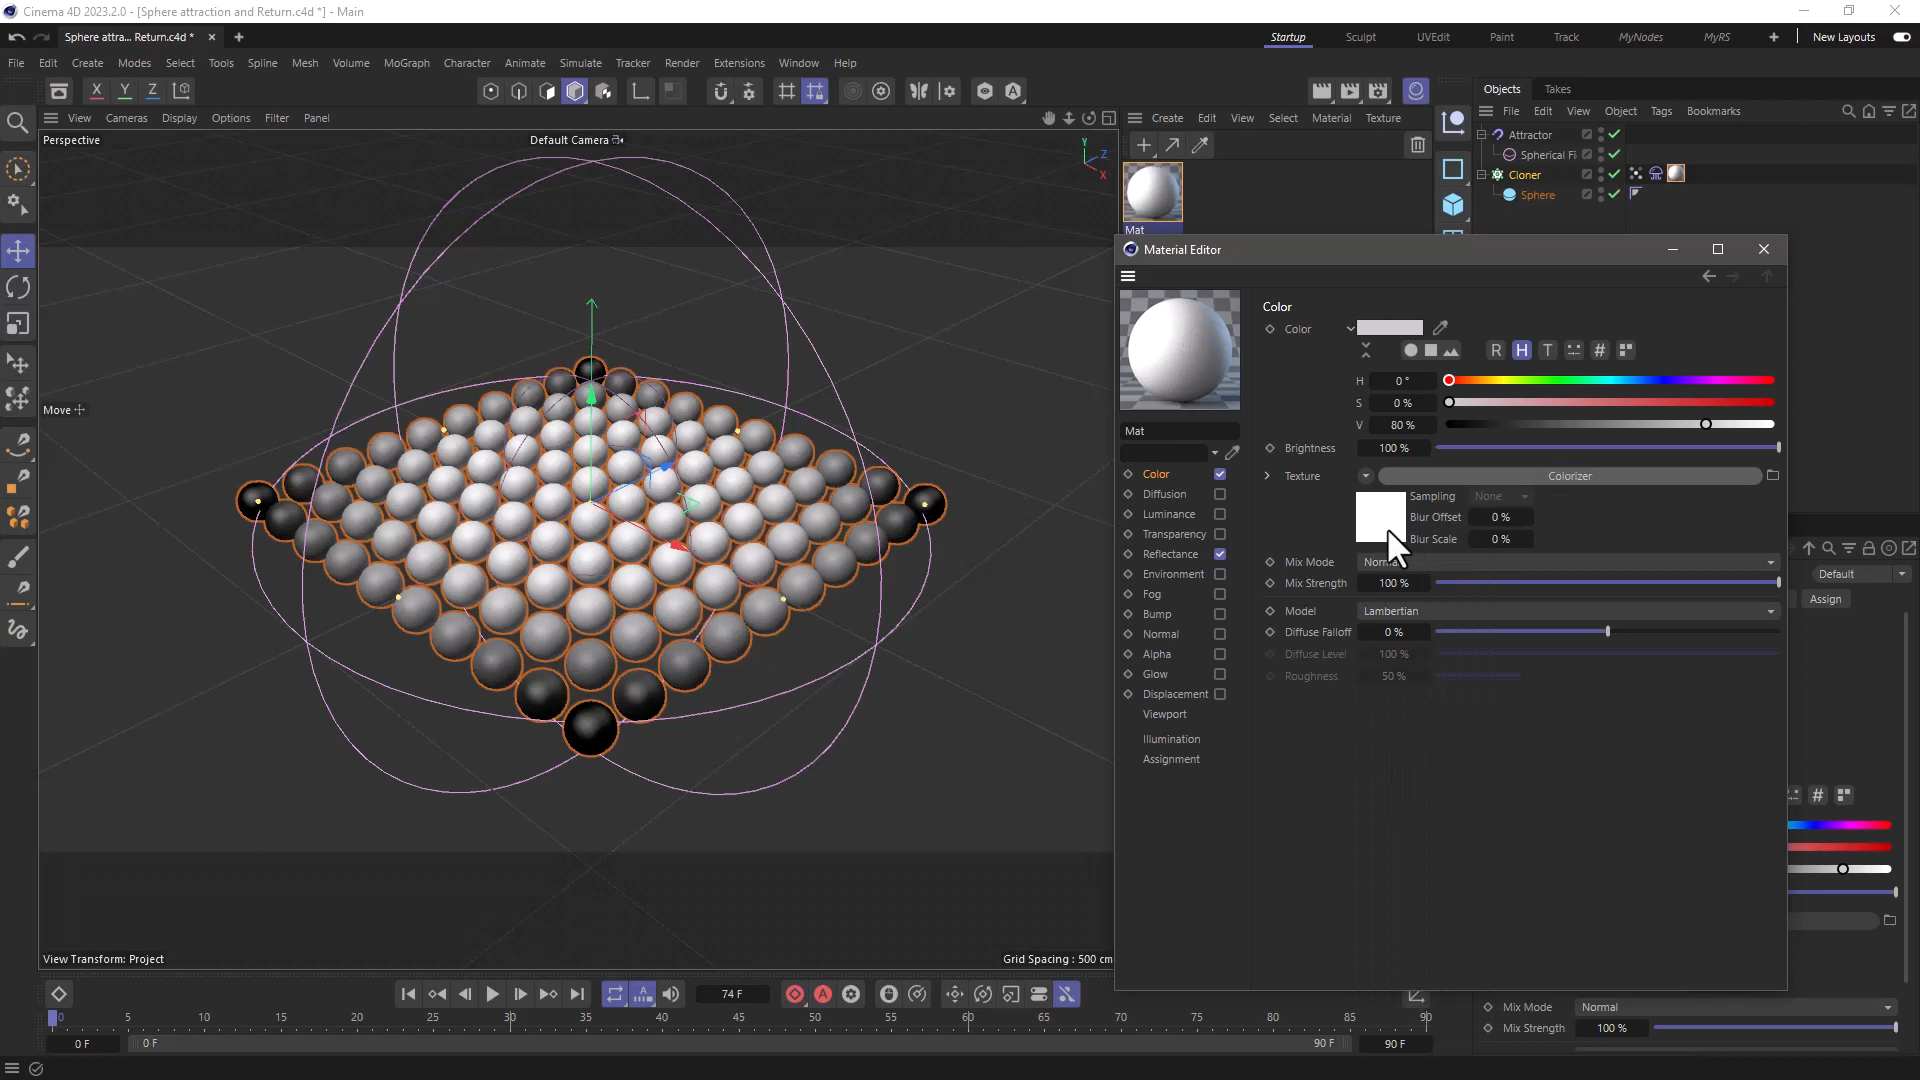 Cinema 4D 2023.2.0 - [Sphere attraction and Return.c4d *] - Main
Sphere attra... Return.c4d *
Startup Sculpt UVEdit Paint Track MyNodes MyRS New Layouts
File Edit Create Modes Select Tools Spline Mesh Volume MoGraph Character Animate Simulate Tracker Render Extensions Window Help
X Y Z
Objects Takes
View Cameras Display Options Filter Panel
Create Edit View Select Material Texture
File Edit View Object Tags Bookmarks
Perspective
Default Camera
Y
Z
X
Attractor
Spherical Fi
Cloner
Sphere
Mat
Material Editor
Color
Color
R H T #
H 0 °
S 0 %
V 80 %
Move
Mat
Brightness 100 %
Color
Texture Colorizer
Diffusion
Sampling None
Luminance
Blur Offset 0 %
Transparency
Blur Scale 0 %
Reflectance
Mix Mode Normal
Environment
Mix Strength 100 %
Default
Fog
Assign
Bump
Model Lambertian
Normal
Diffuse Falloff 0 %
Alpha
Diffuse Level 100 %
Glow
Roughness 50 %
Displacement
Viewport
Illumination
Assignment
#
View Transform: Project
Grid Spacing : 500 cm
74 F
A
Mix Mode Normal
0 5 10 15 20 25 30 35 40 45 50 55 60 65 70 75 80 85 90
Mix Strength 100 %
0 F 0 F 90 F 90 F